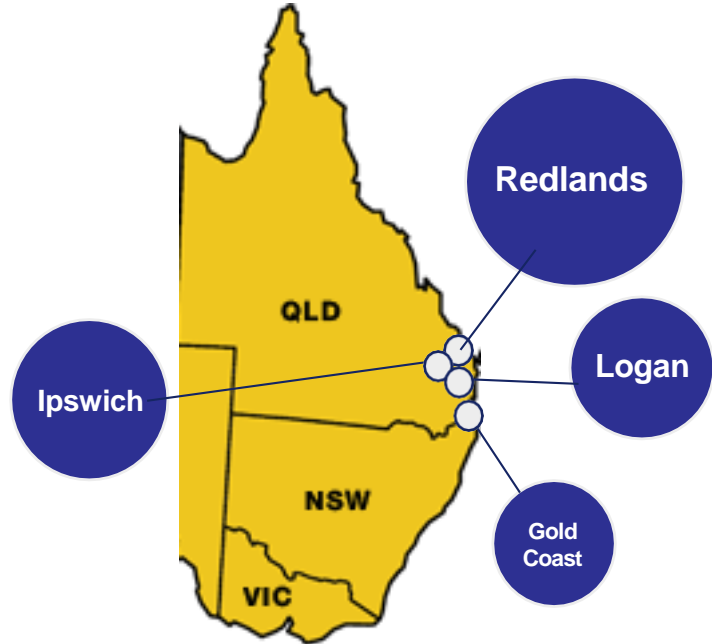 Redlands
QLD
Logan
Ipswich
NSW
Gold
Coast
VIC